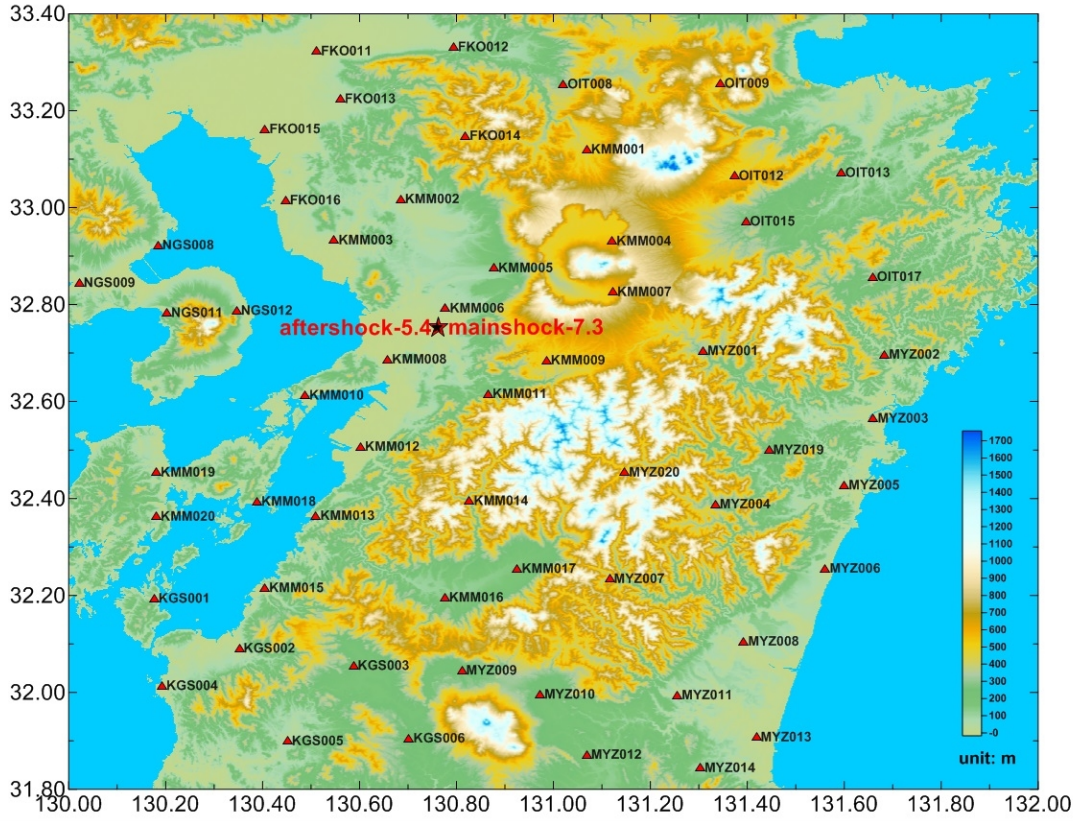 33.40
FKO011
FKO012
OIT008
OIT009
33.20
FKO013
FKO015
FKO014
KMM001
OIT012
OIT013
33.00
FKO016
KMM002
OIT015
NGS008
KMM003
KMM004
NGS009
KMM005
OIT017
32.80
NGS011
NGS012
KMM006
KMM007
aftershock-5.4 mainshock-7.3
KMM008
KMM009
MYZ001
MYZ002
32.60
KMM010
KMM011
MYZ003
KMM012
MYZ019
KMM019
MYZ020
MYZ005
32.40
KMM018
KMM014
MYZ004
KMM020
KMM013
1700
1600
1500
1400
1300
1200
1100
1000
900
800
700
600
500
400
300
200
100
-0
unit: m
KMM017
MYZ007
MYZ006
32.20
KGS001
KMM015
KMM016
KGS002
MYZ008
KGS003
MYZ009
32.00
KGS004
MYZ010
MYZ011
KGS005
KGS006
MYZ012
MYZ013
MYZ014
31.80
130.00 130.20 130.40 130.60 130.80 131.00 131.20 131.40 131.60 131.80 132.00